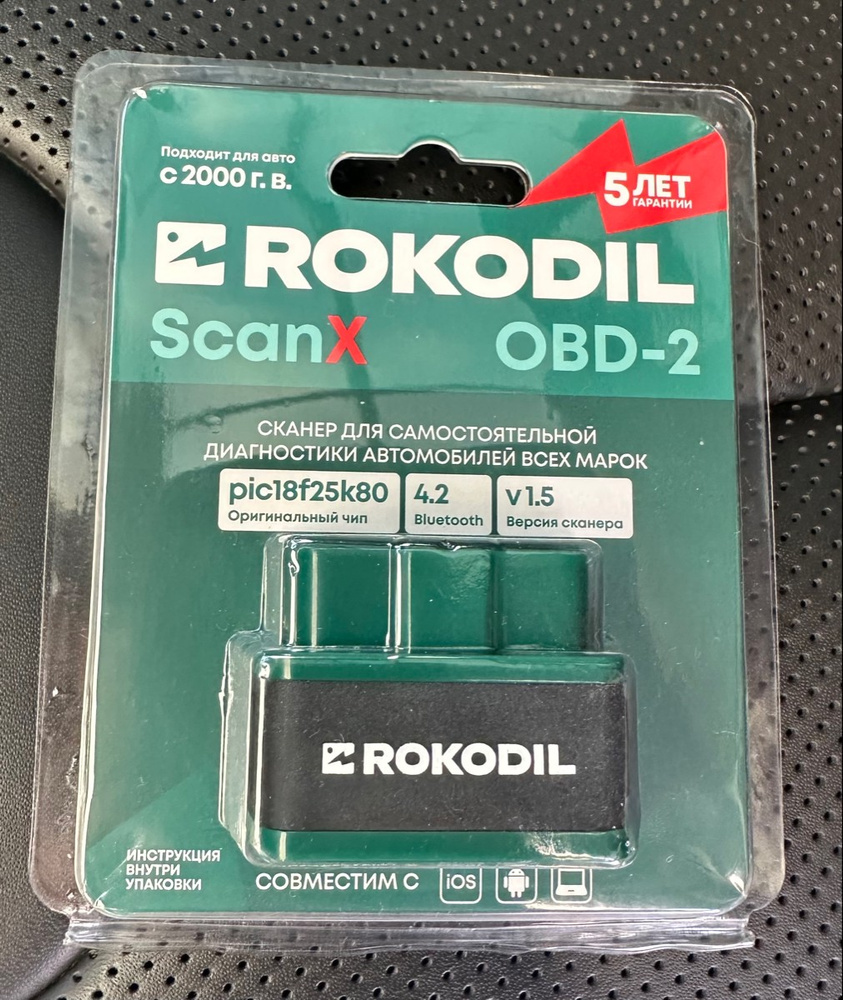 Подходит для авто
с 2000 г. в.
5 ЛЕТ
ГАРАНТИИ
ROKODIL
ScanX OBD-2
СКАНЕР ДЛЯ САМОСТОЯТЕЛЬНОЙ
ДИАГНОСТИКИ АВТОМОБИЛЕЙ ВСЕХ МАРОК
pic18f25k80
Оригинальный чип
4.2
Bluetooth
v 1.5
Версия сканера
ROKODIL
ИНСТРУКЦИЯ
ВНУТРИ
УПАКОВКИ
СОВМЕСТИМ С iOS